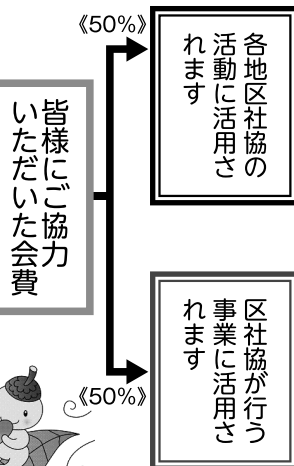 皆様にご協力
いただいた会費
《50%》
各地区社協の
活動に活用さ
れます
《50%》
区社協が行う
事業に活用さ
れます